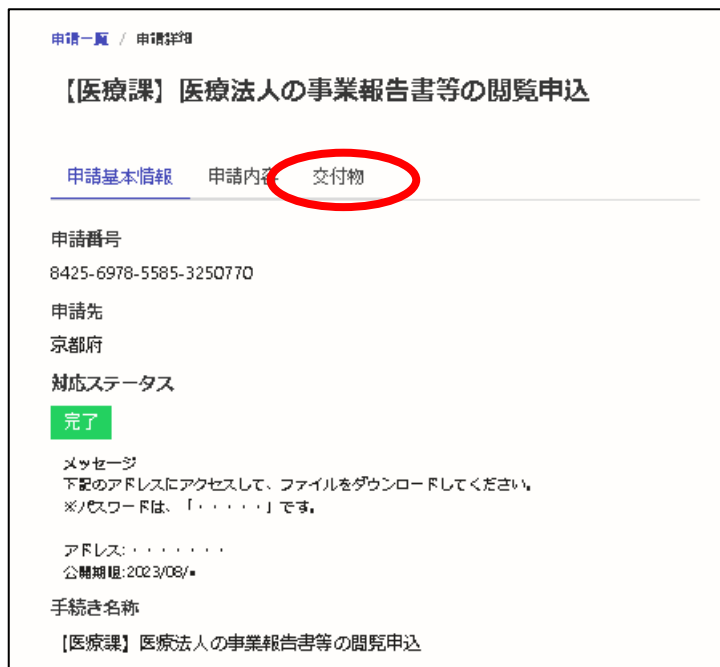 申請一覧 / 申請詳細
【医療課】医療法人の事業報告書等の閲覧申込
申請基本情報 申請内容 交付物
申請番号
8425-6978-5585-3250770
申請先
京都府
対応ステータス
完了
メッセージ
下記のアドレスにアクセスして、ファイルをダウンロードしてください。
※パスワードは、「・・・・・」です。
アドレス:・・・・・・・
公開期限:2023/08/▪
手続き名称
【医療課】医療法人の事業報告書等の閲覧申込